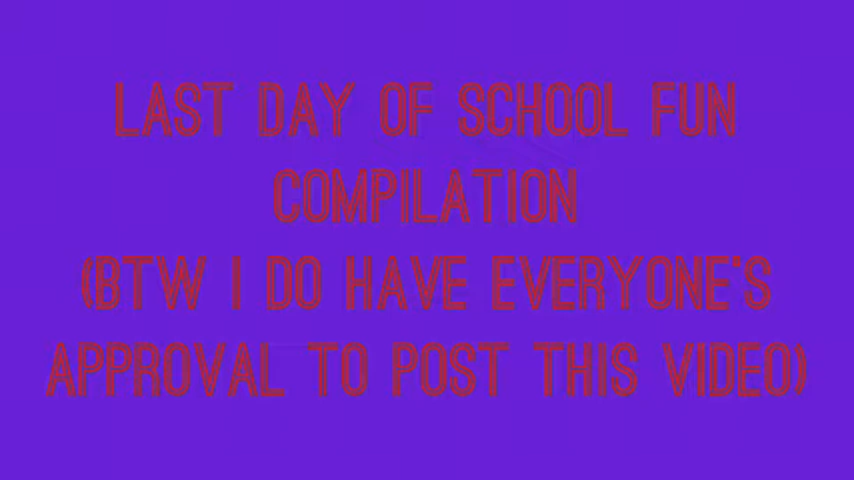 LAST DAY OF SCHOOL FUN
COMPILATION
(BTW I DO HAVE EVERYONE'S
APPROVAL TO POST THIS VIDEO)